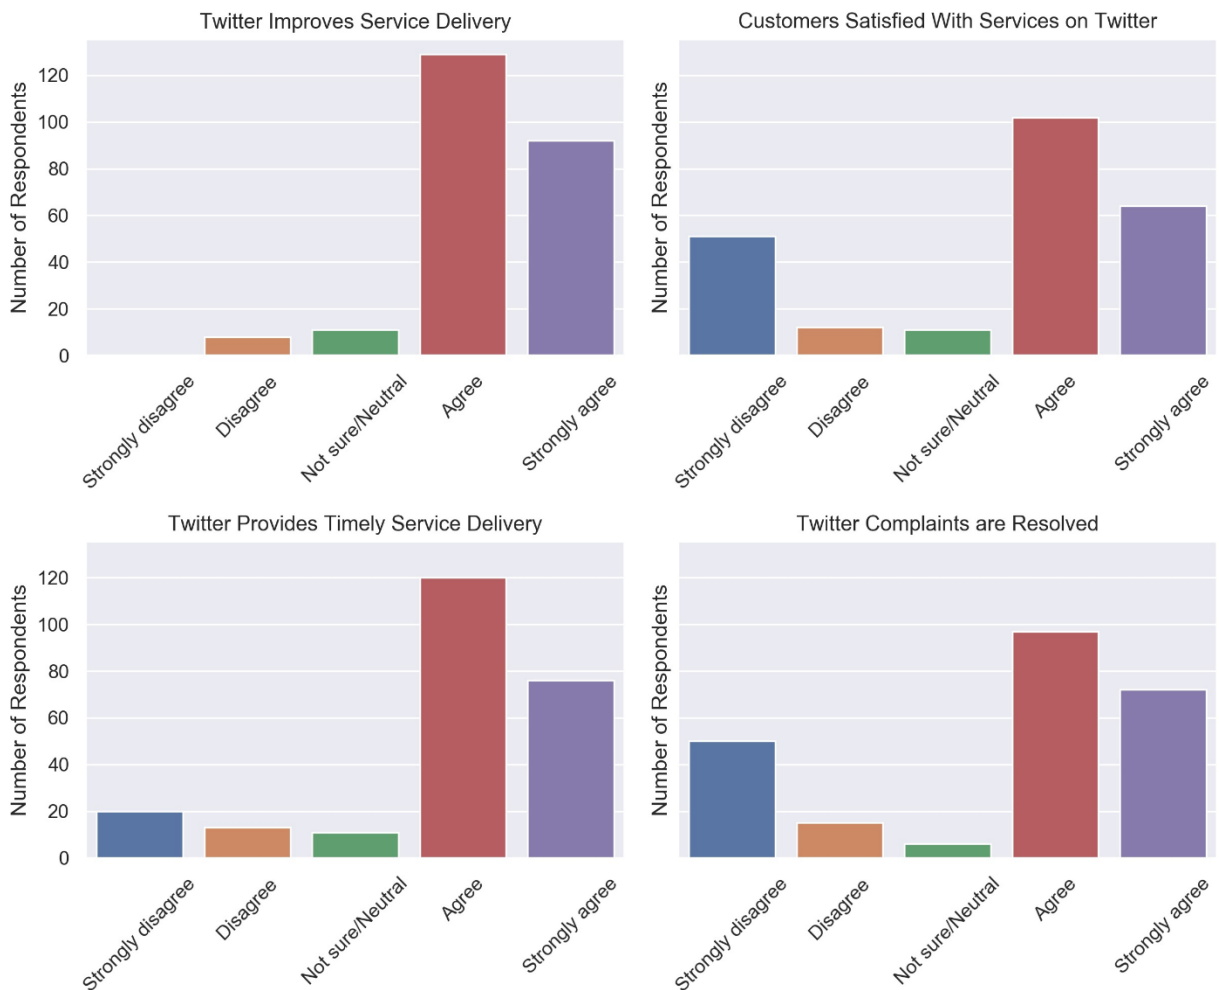 Twitter Improves Service Delivery
Number of Respondents
120
100
80
60
40
20
0
Strongly disagree
Disagree
Not sure/Neutral
Agree
Strongly agree
Customers Satisfied With Services on Twitter
Number of Respondents
Strongly disagree
Disagree
Not sure/Neutral
Agree
Strongly agree
Twitter Provides Timely Service Delivery
Number of Respondents
120
100
80
60
40
20
0
Strongly disagree
Disagree
Not sure/Neutral
Agree
Strongly agree
Twitter Complaints are Resolved
Number of Respondents
Strongly disagree
Disagree
Not sure/Neutral
Agree
Strongly agree